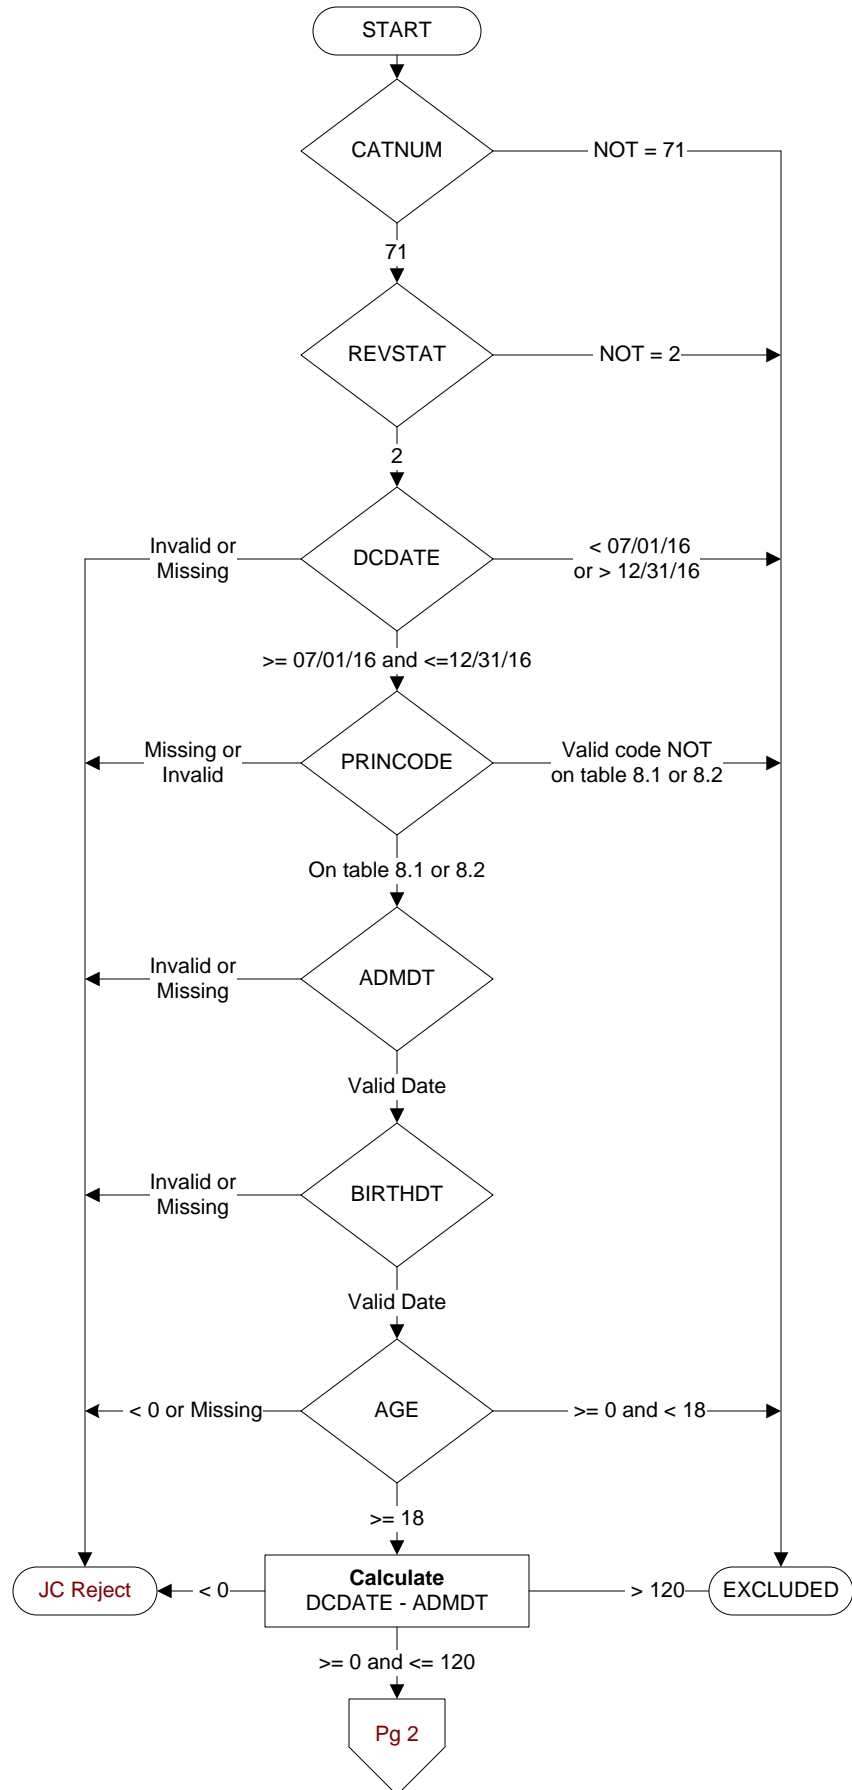 START
CATNUM
NOT = 71
71
REVSTAT
NOT = 2
2
Invalid or
Missing
DCDATE
< 07/01/16
or > 12/31/16
>= 07/01/16 and <=12/31/16
Missing or
Invalid
PRINCODE
Valid code NOT
on table 8.1 or 8.2
On table 8.1 or 8.2
Invalid or
Missing
ADMDT
Valid Date
Invalid or
Missing
BIRTHDT
Valid Date
< 0 or Missing
AGE
>= 0 and < 18
>= 18
JC Reject
< 0
Calculate
DCDATE - ADMDT
> 120
EXCLUDED
>= 0 and <= 120
Pg 2